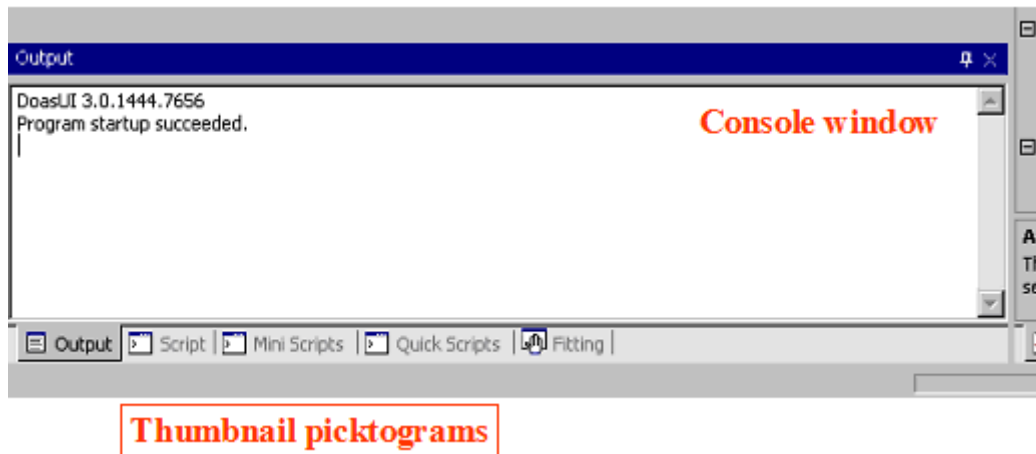 Output
DoasUI 3.0.1444.7656
Program startup succeeded.
Console window
Output Script Mini Scripts Quick Scripts Fitting
Thumbnail picktograms